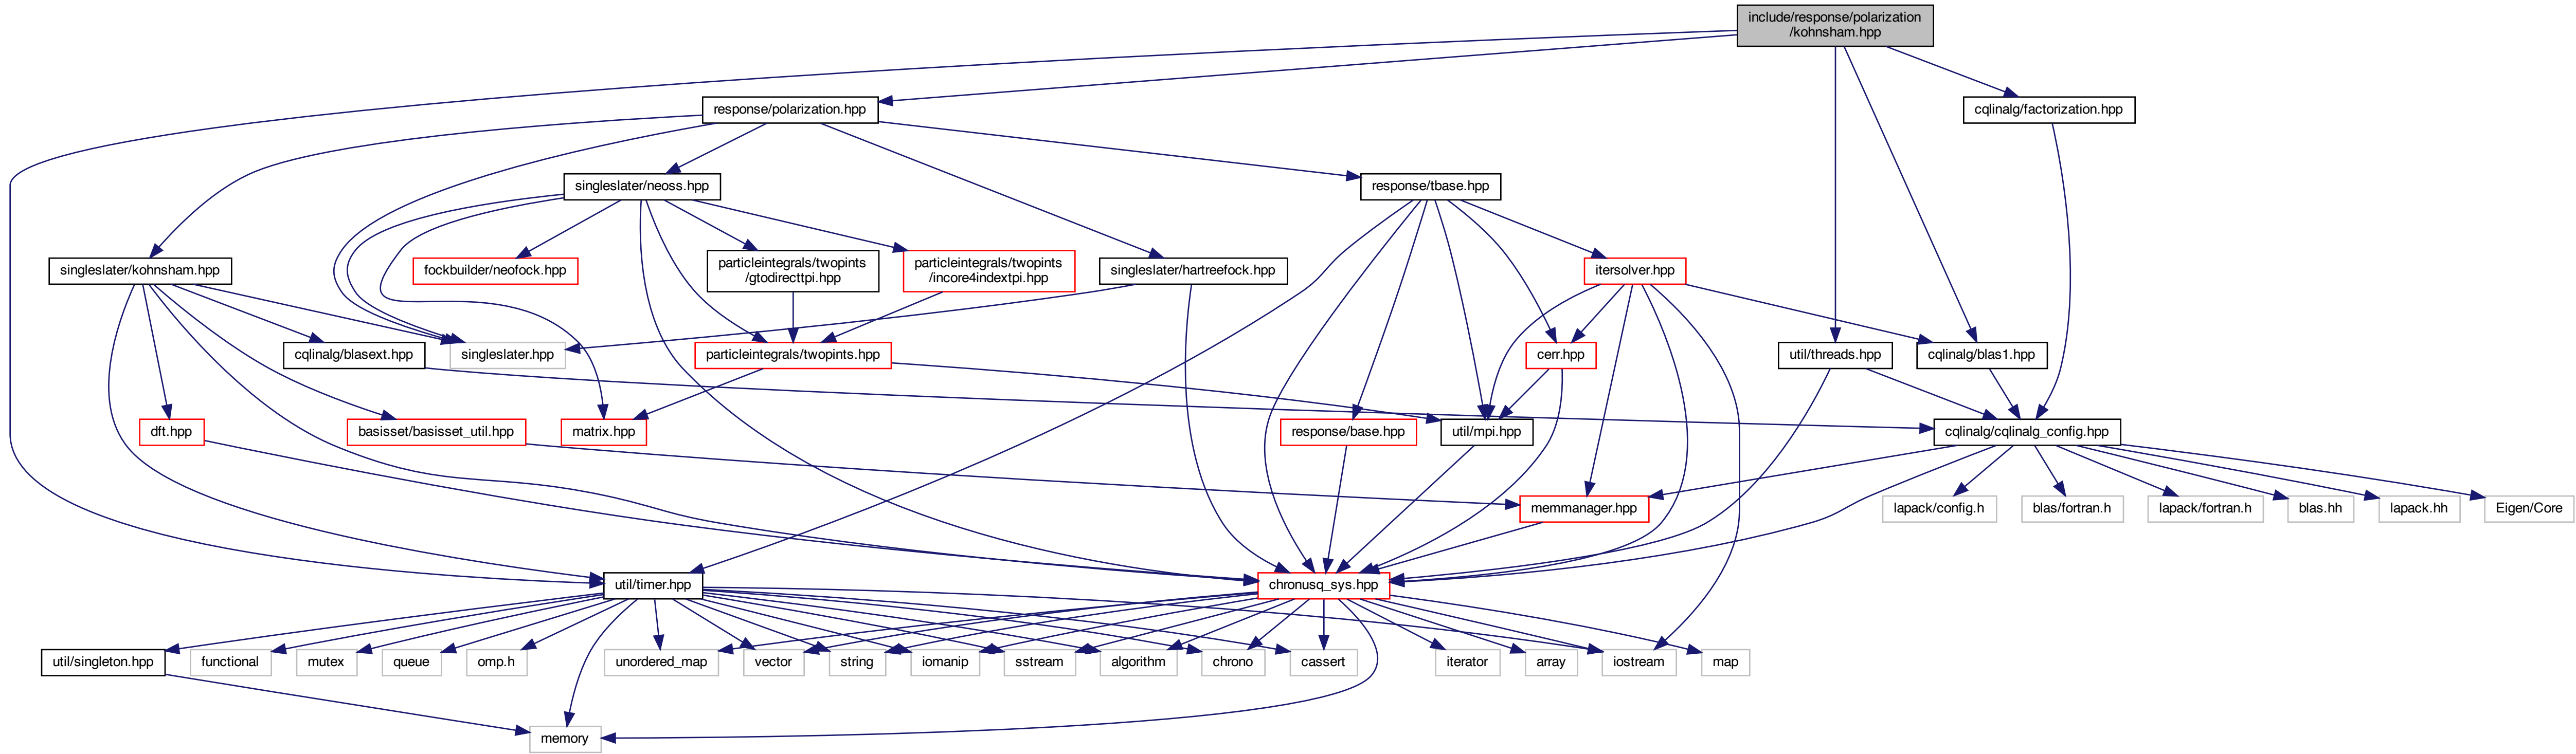 include/response/polarization
/kohnsham.hpp
response/polarization.hpp
cqlinalg/factorization.hpp
singleslater/neoss.hpp
response/tbase.hpp
singleslater/kohnsham.hpp
fockbuilder/neofock.hpp
particleintegrals/twopints
/gtodirecttpi.hpp
particleintegrals/twopints
/incore4indextpi.hpp
singleslater/hartreefock.hpp
itersolver.hpp
cqlinalg/blasext.hpp
singleslater.hpp
particleintegrals/twopints.hpp
cerr.hpp
util/threads.hpp
cqlinalg/blas1.hpp
dft.hpp
basisset/basisset_util.hpp
matrix.hpp
response/base.hpp
util/mpi.hpp
cqlinalg/cqlinalg_config.hpp
memmanager.hpp
lapack/config.h
blas/fortran.h
lapack/fortran.h
blas.hh
lapack.hh
Eigen/Core
util/timer.hpp
chronusq_sys.hpp
util/singleton.hpp
functional
mutex
queue
omp.h
unordered_map
vector
string
iomanip
sstream
algorithm
chrono
cassert
iterator
array
iostream
map
memory